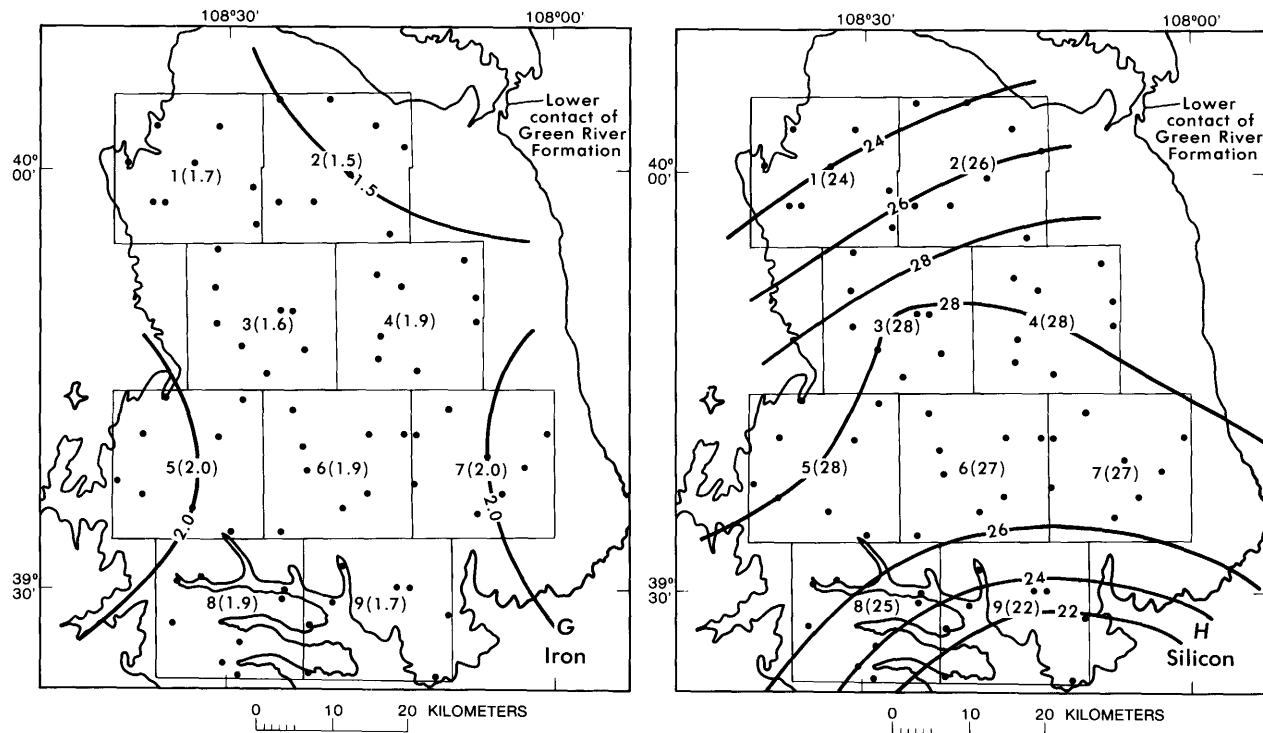 108°30' 108°00' 108°30' 108°00'
Lower
contact of
Green River
Formation
Lower
contact of
Green River
Formation
40°
00'
40°
00'
24
2(1.5)
1.5
1(1.7)
2(26)
1(24)
26
28
28
3(1.6)
4(1.9)
3(28)
4(28)
5(2.0)
6(1.9)
7(2.0)
5(28)
6(27)
7(27)
2.0
2.0
26
39°
30'
39°
30'
24
8(1.9)
9(1.7)
8(25)
9(22)
22
G
Iron
H
Silicon
0 10 20 KILOMETERS
0 10 20 KILOMETERS